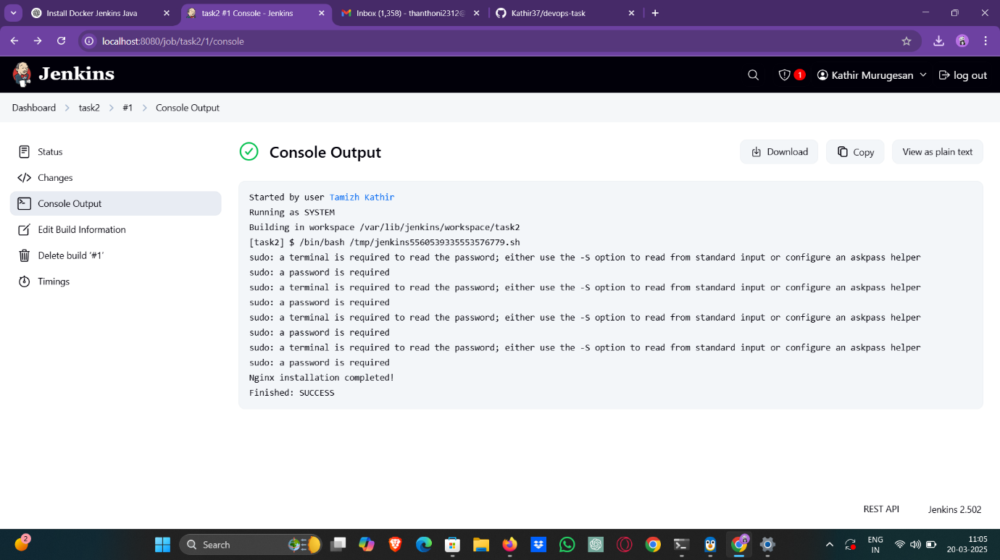 Install Docker Jenkins Java
task2 #1 Console - Jenkins
Inbox (1,358) - thanthoni2312@
Kathir37/devops-task
localhost:8080/job/task2/1/console
Jenkins
1
Kathir Murugesan
log out
Dashboard
task2
#1
Console Output
Status
Changes
Console Output
Edit Build Information
Delete build ‘#1’
Timings
Console Output
Download
Copy
View as plain text
Started by user Tamizh Kathir
Running as SYSTEM
Building in workspace /var/lib/jenkins/workspace/task2
[task2] $ /bin/bash /tmp/jenkins5560539335553576779.sh
sudo: a terminal is required to read the password; either use the -S option to read from standard input or configure an askpass helper
sudo: a password is required
sudo: a terminal is required to read the password; either use the -S option to read from standard input or configure an askpass helper
sudo: a password is required
sudo: a terminal is required to read the password; either use the -S option to read from standard input or configure an askpass helper
sudo: a password is required
sudo: a terminal is required to read the password; either use the -S option to read from standard input or configure an askpass helper
sudo: a password is required
Nginx installation completed!
Finished: SUCCESS
REST API
Jenkins 2.502
2
Search
ENG
IN
11:05
20-03-2025